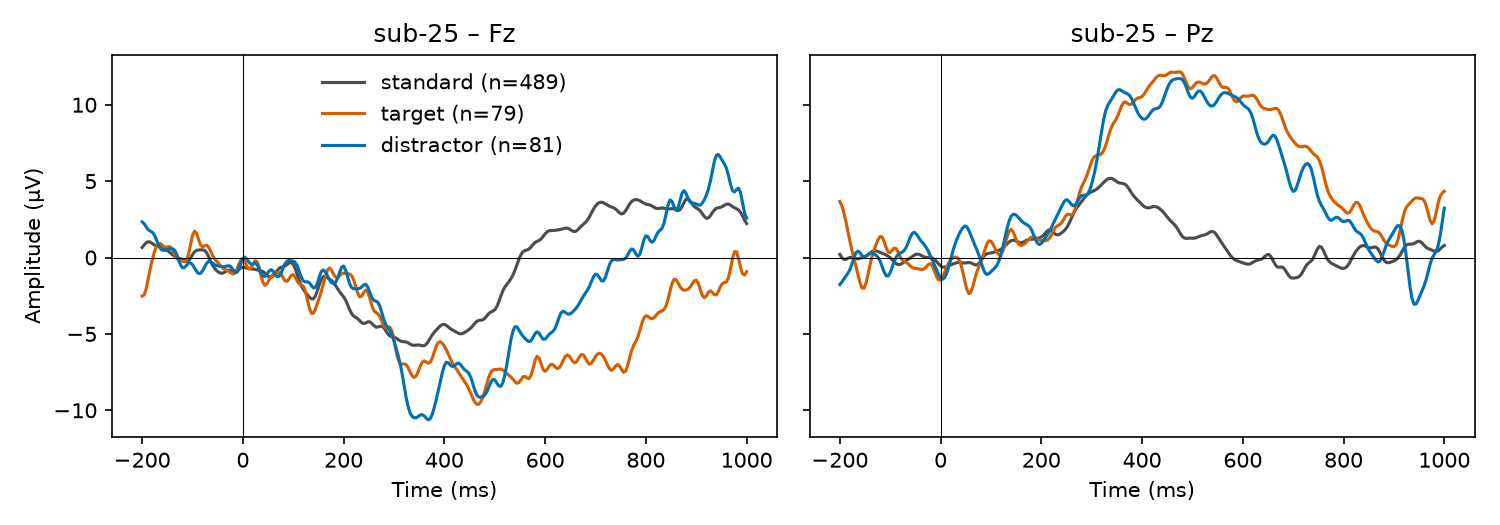 sub-25 – Fz
sub-25 – Pz
standard (n=489)
target (n=79)
distractor (n=81)
Amplitude (µV)
10
5
0
−5
−10
−200 0 200 400 600 800 1000
−200 0 200 400 600 800 1000
Time (ms)
Time (ms)